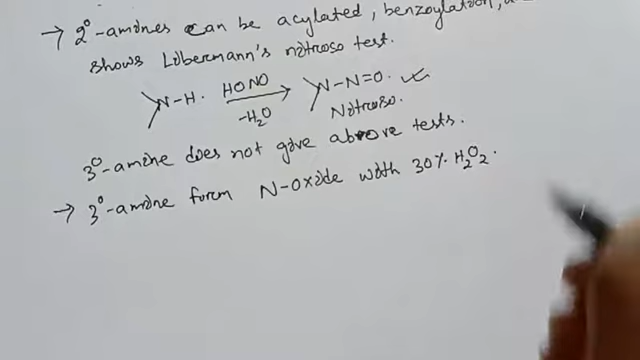 → 2°-amines can be acylated, benzoylation,
shows Libermann's nitroso test.
N-H. HONO -H2O N-N=O. ✓
Nitroso.
3°-amine does not give above tests.
→ 3°-amine form N-oxide with 30% H2O2.